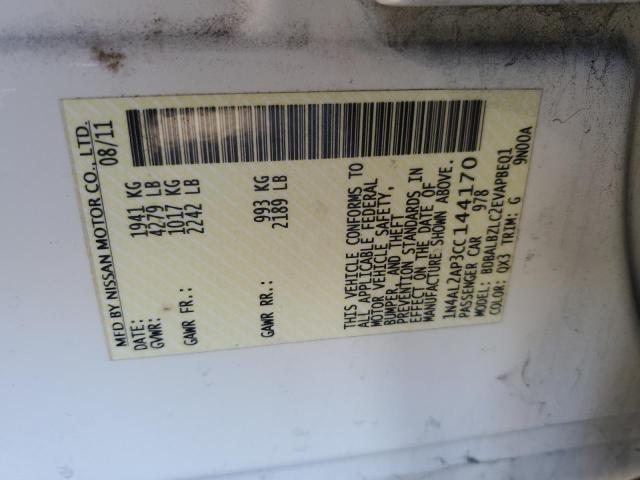 MFD BY NISSAN MOTOR CO., LTD.
DATE: 08/11
GVWR: 1941 KG
4279 LB
GAWR FR: 1017 KG
2242 LB
GAWR RR: 993 KG
2189 LB
THIS VEHICLE CONFORMS TO
ALL APPLICABLE FEDERAL
MOTOR VEHICLE SAFETY,
BUMPER, AND THEFT
PREVENTION STANDARDS IN
EFFECT ON THE DATE OF
MANUFACTURE SHOWN ABOVE.
1N4AL2AP3CC144170
PASSENGER CAR 978
MODEL: BDBALBZLC2EVAPBEQ1
COLOR: QX3 TRIM: G 9N00A